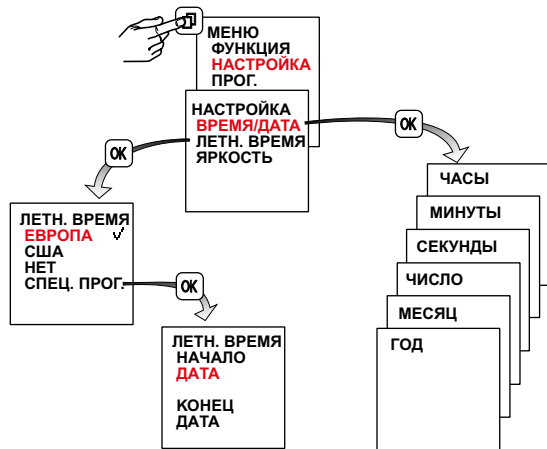 МЕНЮ
ФУНКЦИЯ
НАСТРОЙКА
ПРОГ.
НАСТРОЙКА
ВРЕМЯ/ДАТА
ЛЕТН. ВРЕМЯ
ЯРКОСТЬ
OK
OK
ЛЕТН. ВРЕМЯ
ЕВРОПА
США
НЕТ
СПЕЦ. ПРОГ.
OK
ЛЕТН. ВРЕМЯ
НАЧАЛО
ДАТА
КОНЕЦ
ДАТА
ЧАСЫ
МИНУТЫ
СЕКУНДЫ
ЧИСЛО
МЕСЯЦ
ГОД